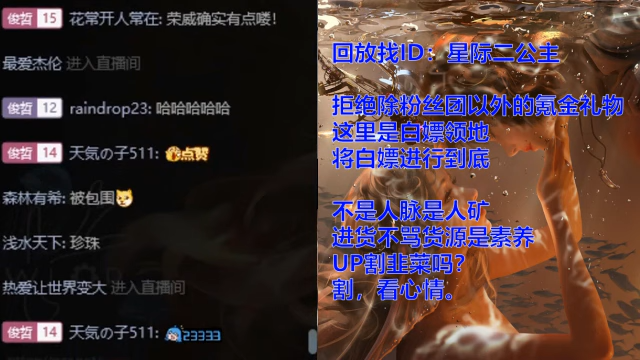 俊哲 15 花常开人常在: 荣威确实有点喽!
最爱杰伦 进入直播间
俊哲 12 raindrop23: 哈哈哈哈哈
俊哲 14 天気の子511: 点赞
森林有希: 被包围
浅水天下: 珍珠
热爱让世界变大 进入直播间
俊哲 14 天気の子511: 23333
回放找ID：星际二公主
拒绝除粉丝团以外的氪金礼物
这里是白嫖领地
将白嫖进行到底
不是人脉是人矿
进货不骂货源是素养
UP割韭菜吗?
割，看心情。